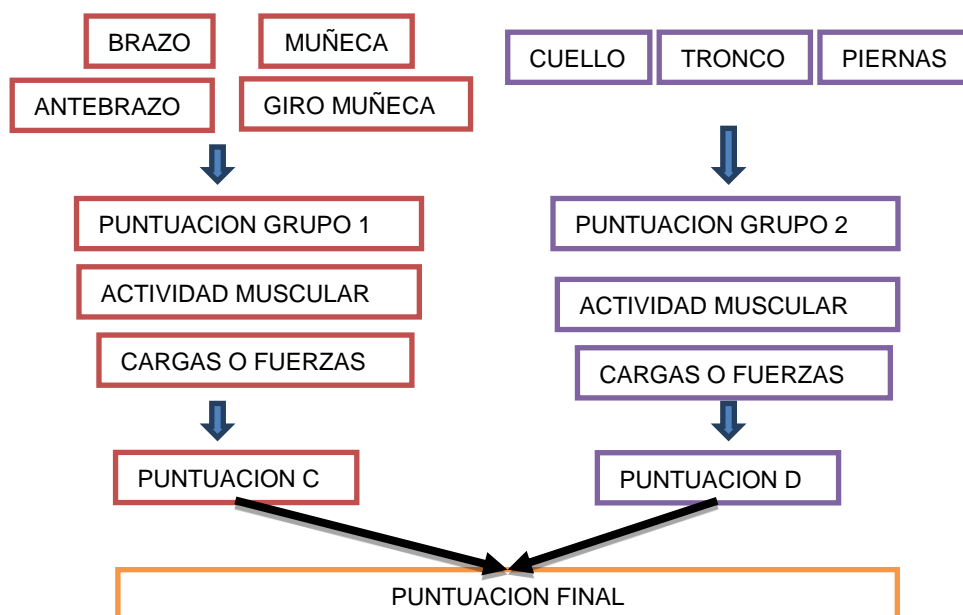 BRAZO
MUÑECA
ANTEBRAZO
GIRO MUÑECA
PUNTUACION GRUPO 1
ACTIVIDAD MUSCULAR
CARGAS O FUERZAS
PUNTUACION C
CUELLO
TRONCO
PIERNAS
PUNTUACION GRUPO 2
ACTIVIDAD MUSCULAR
CARGAS O FUERZAS
PUNTUACION D
PUNTUACION FINAL